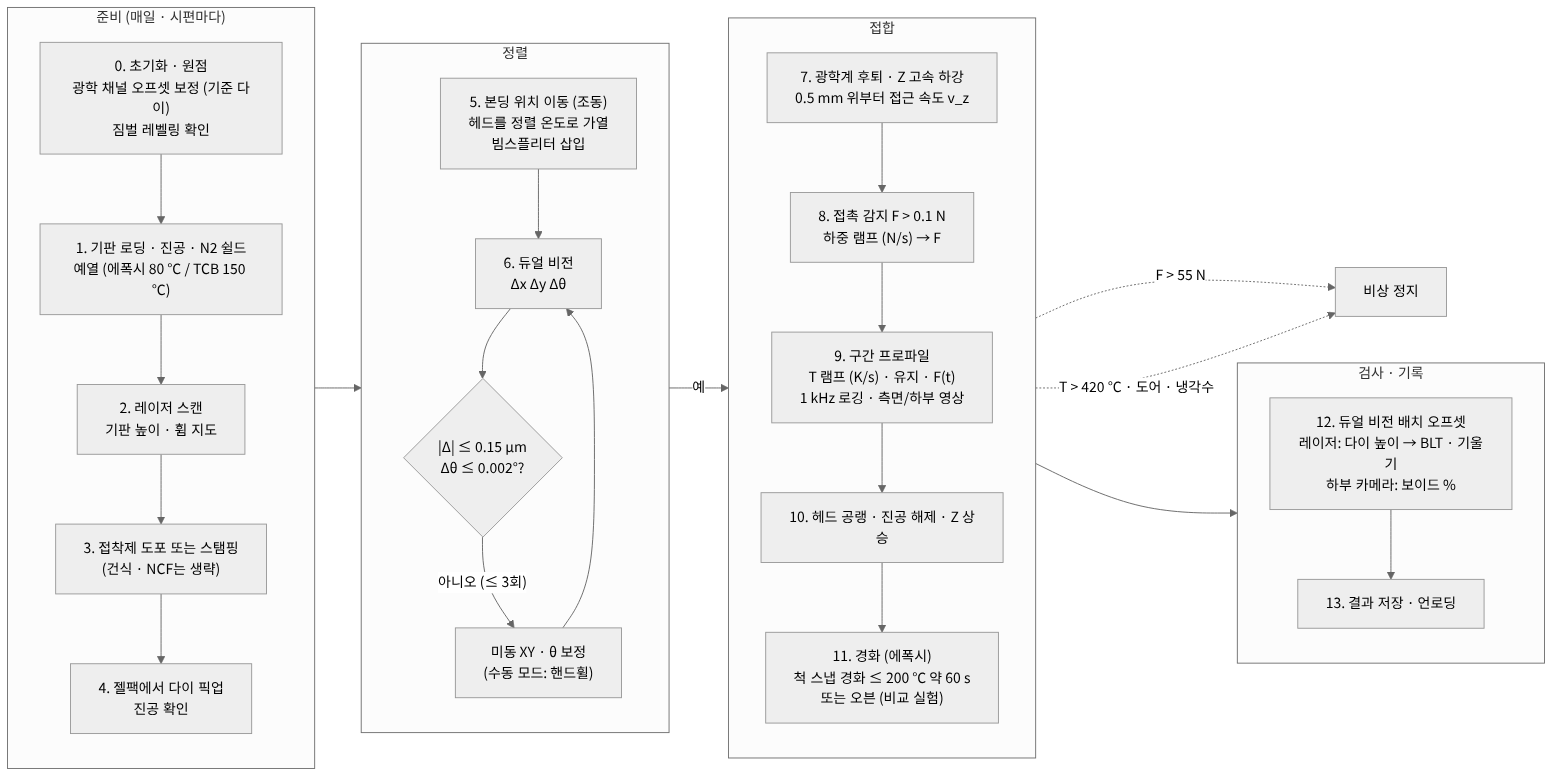 준비 (매일 · 시편마다)
0. 초기화 · 원점
광학 채널 오프셋 보정 (기준 다
이)
짐벌 레벨링 확인
1. 기판 로딩 · 진공 · N2 쉴드
예열 (에폭시 80 °C / TCB 150
°C)
2. 레이저 스캔
기판 높이 · 휨 지도
3. 접착제 도포 또는 스탬핑
(건식 · NCF는 생략)
4. 젤팩에서 다이 픽업
진공 확인
정렬
5. 본딩 위치 이동 (조동)
헤드를 정렬 온도로 가열
빔스플리터 삽입
6. 듀얼 비전
Δx Δy Δθ
|Δ| ≤ 0.15 µm
Δθ ≤ 0.002°?
아니오 (≤ 3회)
미동 XY · θ 보정
(수동 모드: 핸드휠)
예
접합
7. 광학계 후퇴 · Z 고속 하강
0.5 mm 위부터 접근 속도 v_z
8. 접촉 감지 F > 0.1 N
하중 램프 (N/s) → F
9. 구간 프로파일
T 램프 (K/s) · 유지 · F(t)
1 kHz 로깅 · 측면/하부 영상
10. 헤드 공랭 · 진공 해제 · Z 상
승
11. 경화 (에폭시)
척 스냅 경화 ≤ 200 °C 약 60 s
또는 오븐 (비교 실험)
F > 55 N
T > 420 °C · 도어 · 냉각수
비상 정지
검사 · 기록
12. 듀얼 비전 배치 오프셋
레이저: 다이 높이 → BLT · 기울
기
하부 카메라: 보이드 %
13. 결과 저장 · 언로딩